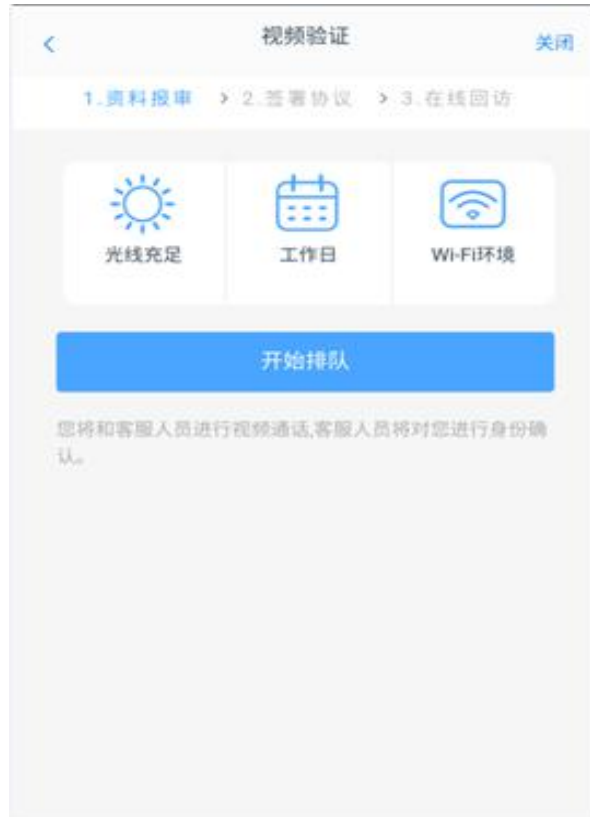 视频验证
关闭
1.资料报审 > 2.签署协议 > 3.在线回访
光线充足 工作日 Wi-Fi环境
开始排队
您将和客服人员进行视频通话,客服人员将对您进行身份确
认。